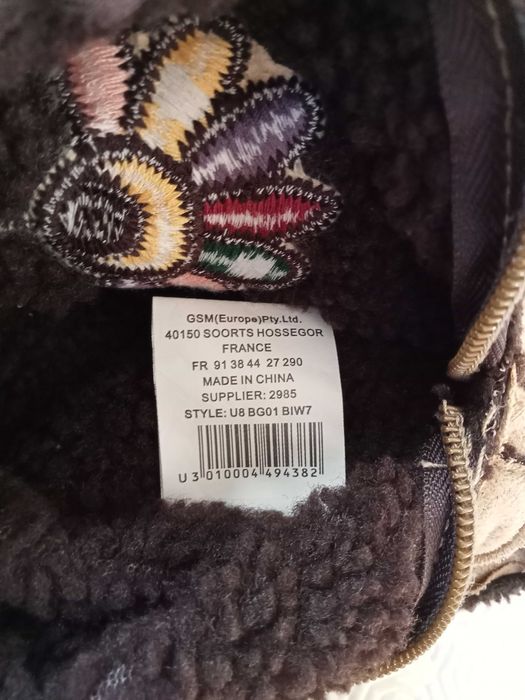 GSM(Europe)Pty.Ltd.
40150 SOORTS HOSSEGOR
FRANCE
FR 91 38 44 27 290
MADE IN CHINA
SUPPLIER: 2985
STYLE: U8 BG01 BIW7
U 3 010004 494382